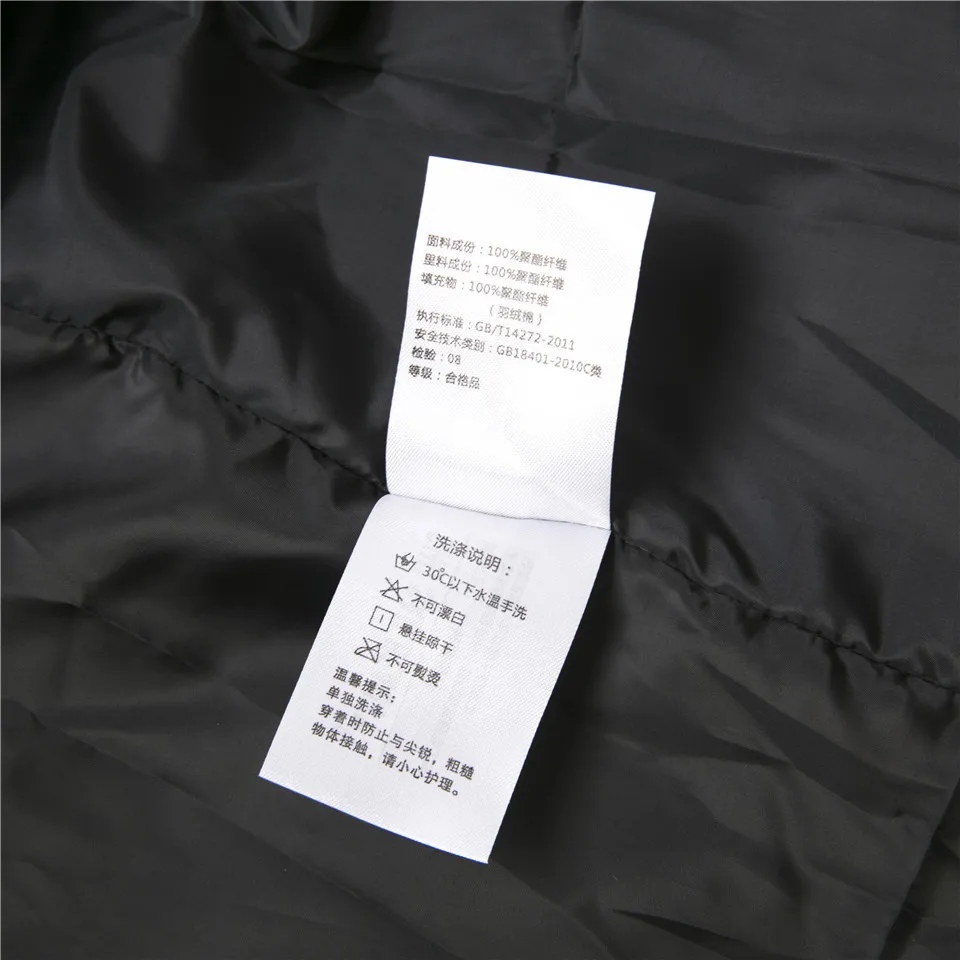 面料成份：100%聚酯纤维
里料成份：100%聚酯纤维
填充物：100%聚酯纤维
（羽绒棉）
执行标准：GB/T14272-2011
安全技术类别：GB18401-2010C类
检验：08
等级：合格品
洗涤说明：
30℃以下水温手洗
不可漂白
悬挂晾干
不可熨烫
温馨提示：
单独洗涤
穿着时防止与尖锐，粗糙
物体接触，请小心护理。